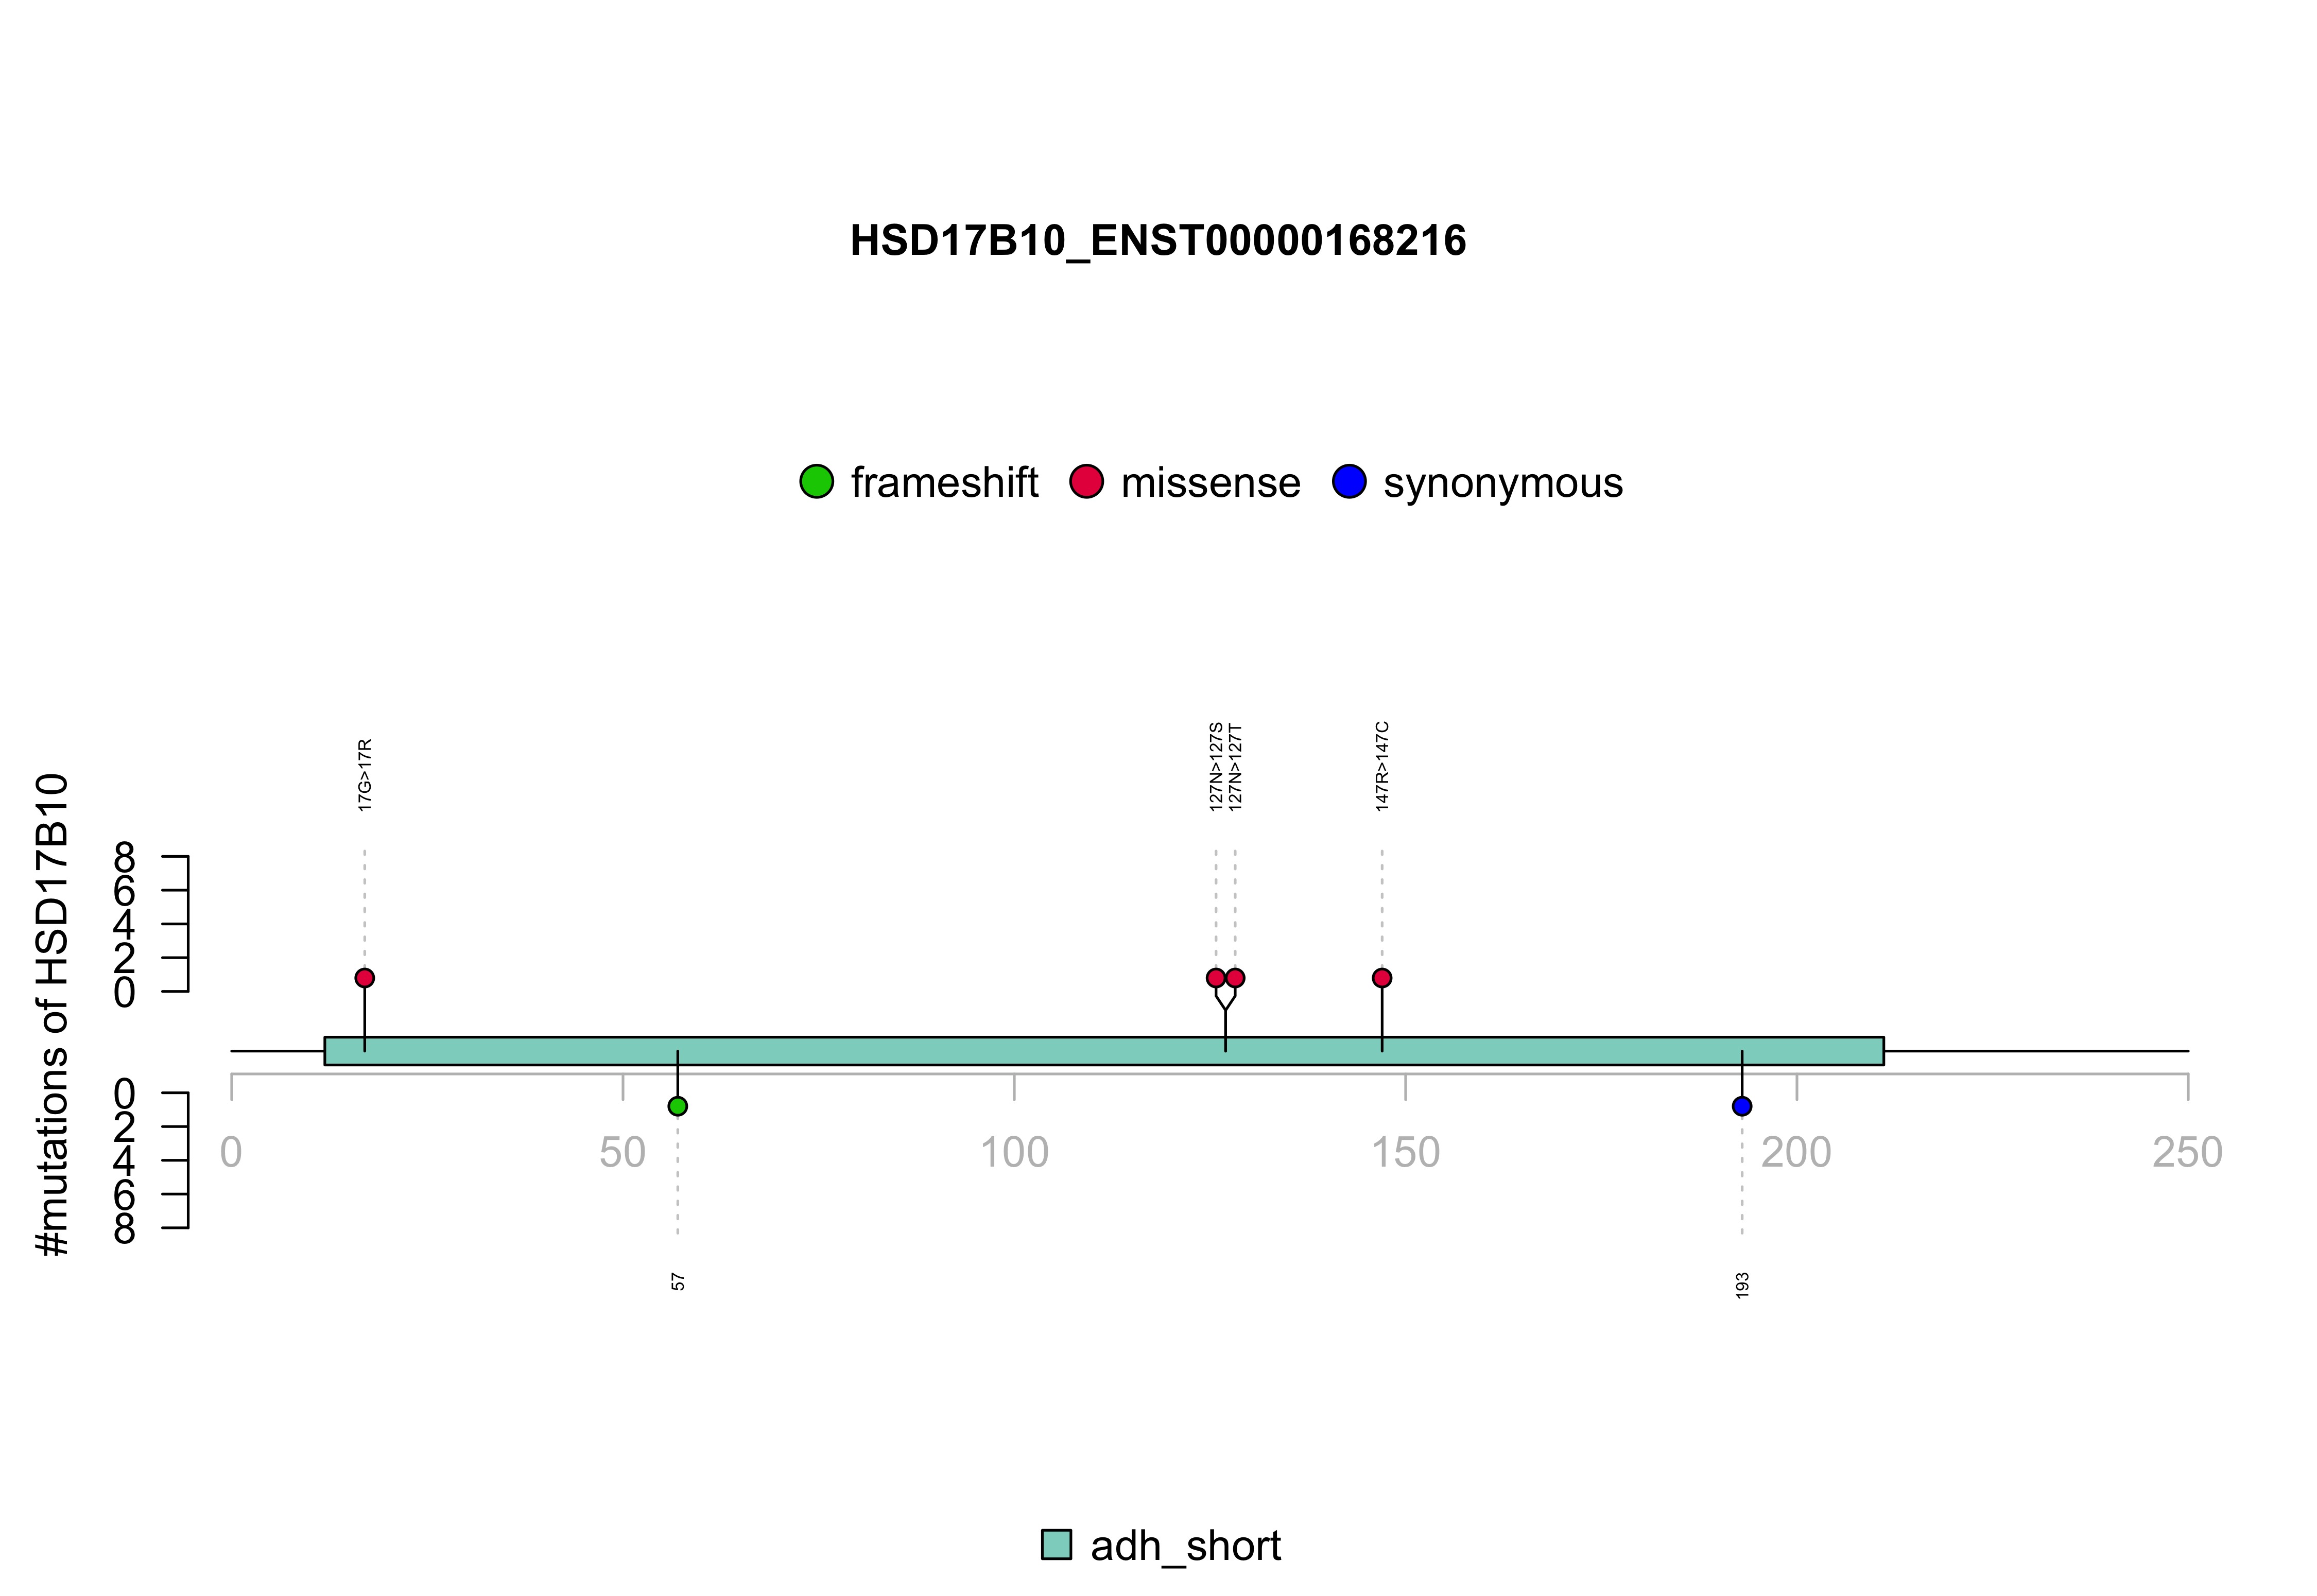 HSD17B10_ENST00000168216
frameshift missense synonymous
17G>17R
127N>127S
127N>127T
147R>147C
#mutations of HSD17B10
8
6
4
2
0
0
2
4
6
8
0 50 100 150 200 250
57
193
adh_short